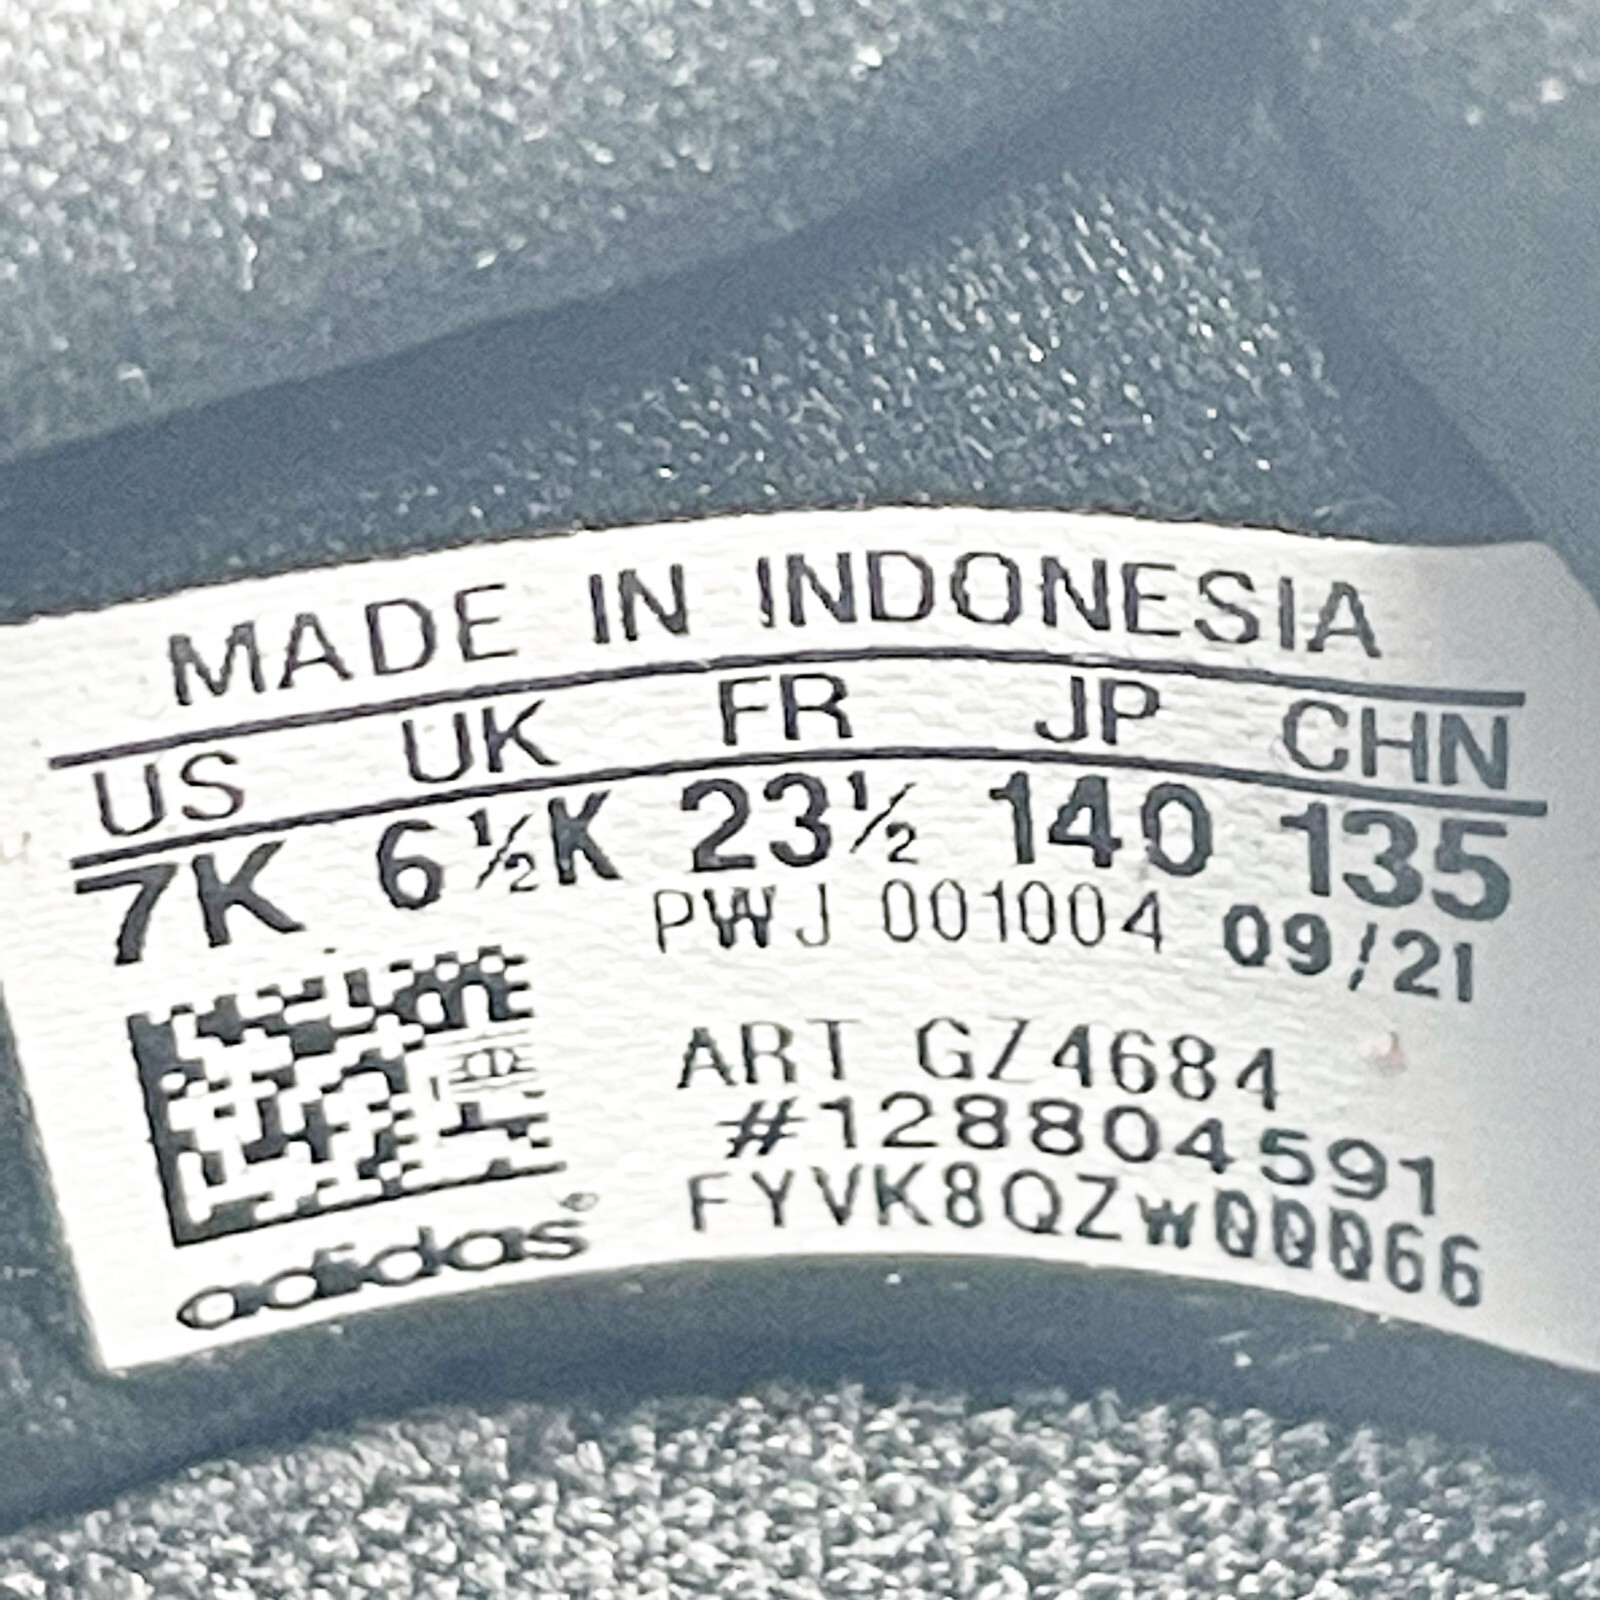 MADE IN INDONESIA
US UK FR JP CHN
7K 6½K 23½ 140 135
PWJ 001004 09/21
ART GZ4684
#128804591
FYVK8QZW00066
adidas®